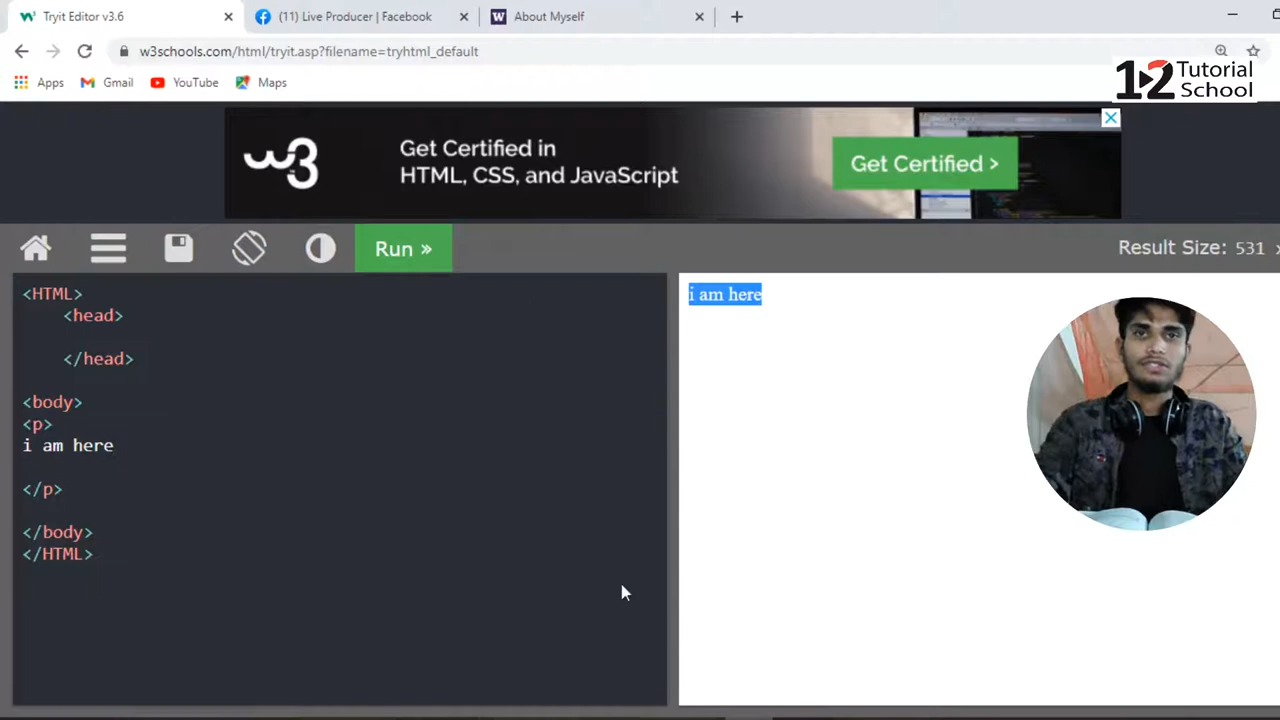 Tryit Editor v3.6
(11) Live Producer | Facebook
About Myself
w3schools.com/html/tryit.asp?filename=tryhtml_default
Apps
Gmail
YouTube
Maps
12 Tutorial
School
w3
Get Certified in
HTML, CSS, and JavaScript
Get Certified >
Run »
Result Size: 531
<HTML>
<head>
</head>
<body>
<p>
i am here
</p>
</body>
</HTML>
i am here